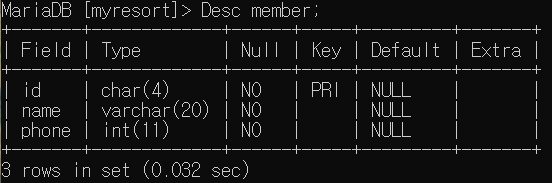 MariaDB [myresort]> Desc member;
+-------+-------------+------+-----+---------+-------+
| Field | Type        | Null | Key | Default | Extra |
+-------+-------------+------+-----+---------+-------+
| id    | char(4)     | NO   | PRI | NULL    |       |
| name  | varchar(20) | NO   |     | NULL    |       |
| phone | int(11)     | NO   |     | NULL    |       |
+-------+-------------+------+-----+---------+-------+
3 rows in set (0.032 sec)